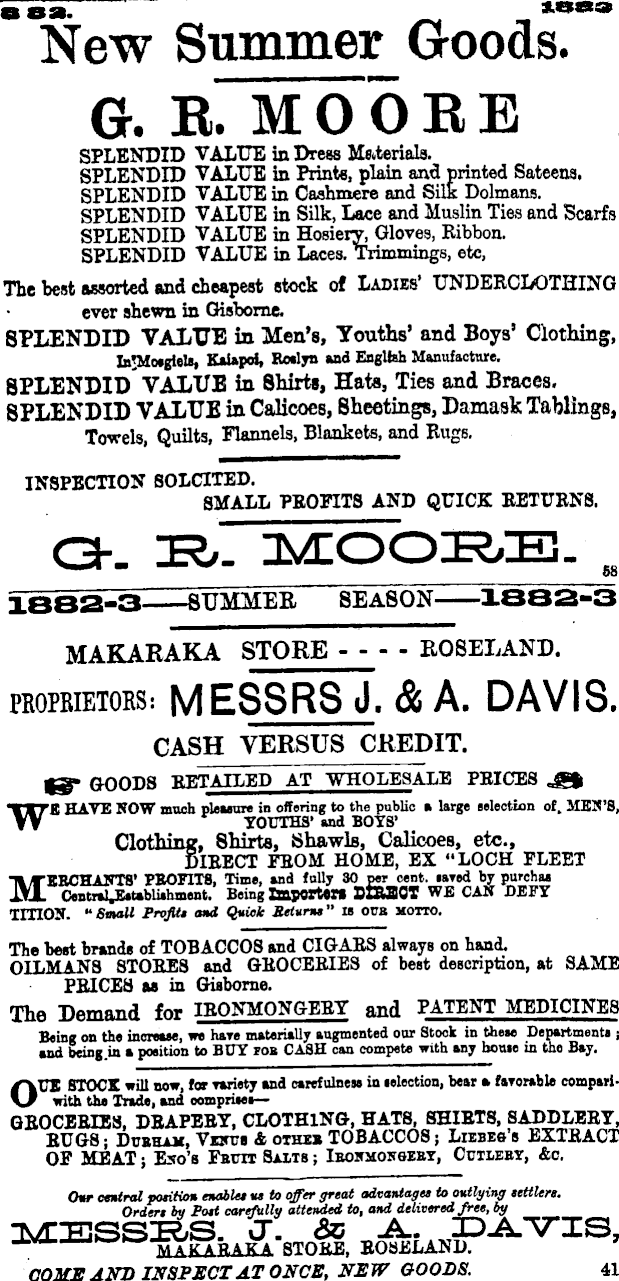 882. 1883
New Summer Goods.
G. R. MOORE
SPLENDID VALUE in Dress Materials.
SPLENDID VALUE in Prints, plain and printed Sateens.
SPLENDID VALUE in Cashmere and Silk Dolmans.
SPLENDID VALUE in Silk, Lace and Muslin Ties and Scarfs
SPLENDID VALUE in Hosiery, Gloves, Ribbon.
SPLENDID VALUE in Laces. Trimmings, etc,
The best assorted and cheapest stock of LADIES' UNDERCLOTHING
ever shewn in Gisborne.
SPLENDID VALUE in Men's, Youths' and Boys' Clothing,
In Mosgiels, Kaiapoi, Roslyn and English Manufacture.
SPLENDID VALUE in Shirts, Hats, Ties and Braces.
SPLENDID VALUE in Calicoes, Sheetings, Damask Tablings,
Towels, Quilts, Flannels, Blankets, and Rugs.
INSPECTION SOLCITED.
SMALL PROFITS AND QUICK RETURNS.
G. R. MOORE.
58
1882-3—SUMMER SEASON—1882-3
MAKARAKA STORE - - - - ROSELAND.
PROPRIETORS: MESSRS J. & A. DAVIS.
CASH VERSUS CREDIT.
GOODS RETAILED AT WHOLESALE PRICES
WE HAVE NOW much pleasure in offering to the public a large selection of, MEN'S,
YOUTHS' and BOYS'
Clothing, Shirts, Shawls, Calicoes, etc.,
DIRECT FROM HOME, EX "LOCH FLEET
MERCHANTS' PROFITS, Time, and fully 30 per cent. saved by purchas
Central Establishment. Being Importers DIRECT WE CAN DEFY
TITION. "Small Profits and Quick Returns" IS OUR MOTTO.
The best brands of TOBACCOS and CIGARS always on hand.
OILMANS STORES and GROCERIES of best description, at SAME
PRICES as in Gisborne.
The Demand for IRONMONGERY and PATENT MEDICINES
Being on the increase, we have materially augmented our Stock in these Departments ;
and being in a position to BUY FOR CASH can compete with any house in the Bay.
OUR STOCK will now, for variety and carefulness in selection, bear a favorable compari-
with the Trade, and comprises—
GROCERIES, DRAPERY, CLOTHING, HATS, SHIRTS, SADDLERY,
RUGS; DURHAM, VENUS & OTHER TOBACCOS; LIEBEG'S EXTRACT
OF MEAT; ENO'S FRUIT SALTS; IRONMONGERY, CUTLERY, &c.
Our central position enables us to offer great advantages to outlying settlers.
Orders by Post carefully attended to, and delivered free, by
MESSRS. J. & A. DAVIS,
MAKARAKA STORE, ROSELAND.
COME AND INSPECT AT ONCE, NEW GOODS. 41